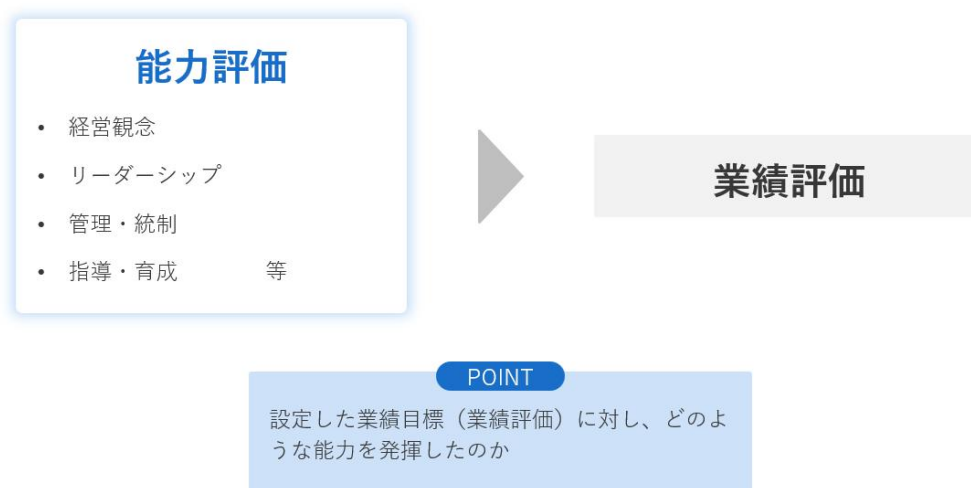 能力評価
• 経営観念
• リーダーシップ
• 管理・統制
• 指導・育成　　　　等
業績評価
POINT
設定した業績目標（業績評価）に対し、どのよ
うな能力を発揮したのか